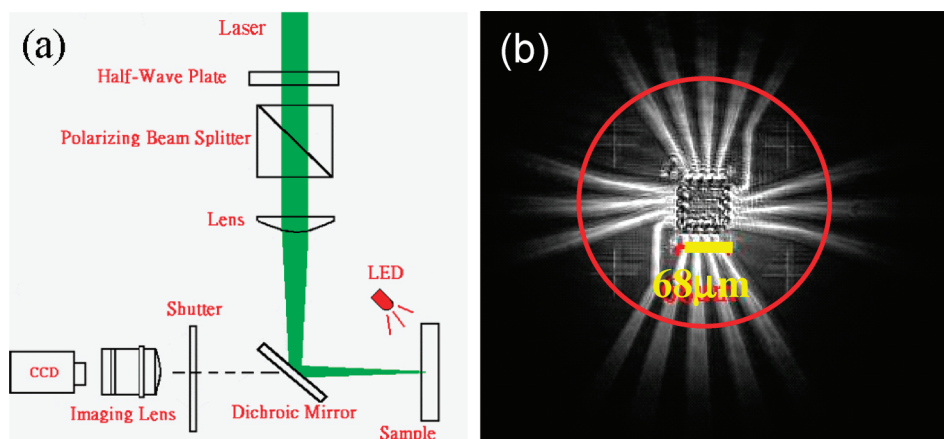 (a)
Laser
Half-Wave Plate
Polarizing Beam Splitter
Lens
LED
Shutter
CCD
Imaging Lens
Dichroic Mirror
Sample
(b)
68μm